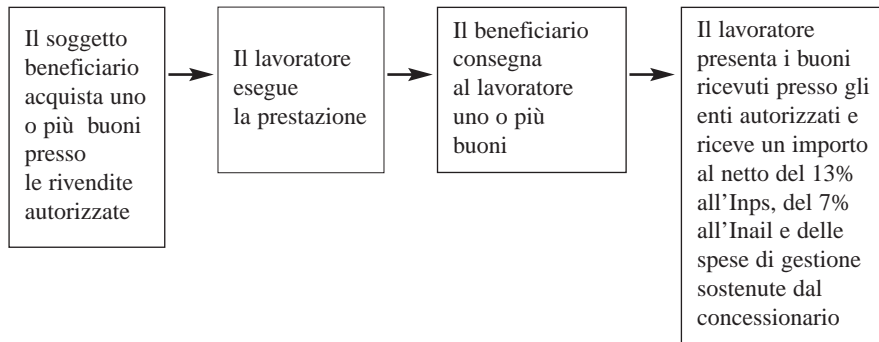 Il soggetto
beneficiario
acquista uno
o più buoni
presso
le rivendite
autorizzate
Il lavoratore
esegue
la prestazione
Il beneficiario
consegna
al lavoratore
uno o più
buoni
Il lavoratore
presenta i buoni
ricevuti presso gli
enti autorizzati e
riceve un importo
al netto del 13%
all'Inps, del 7%
all'Inail e delle
spese di gestione
sostenute dal
concessionario